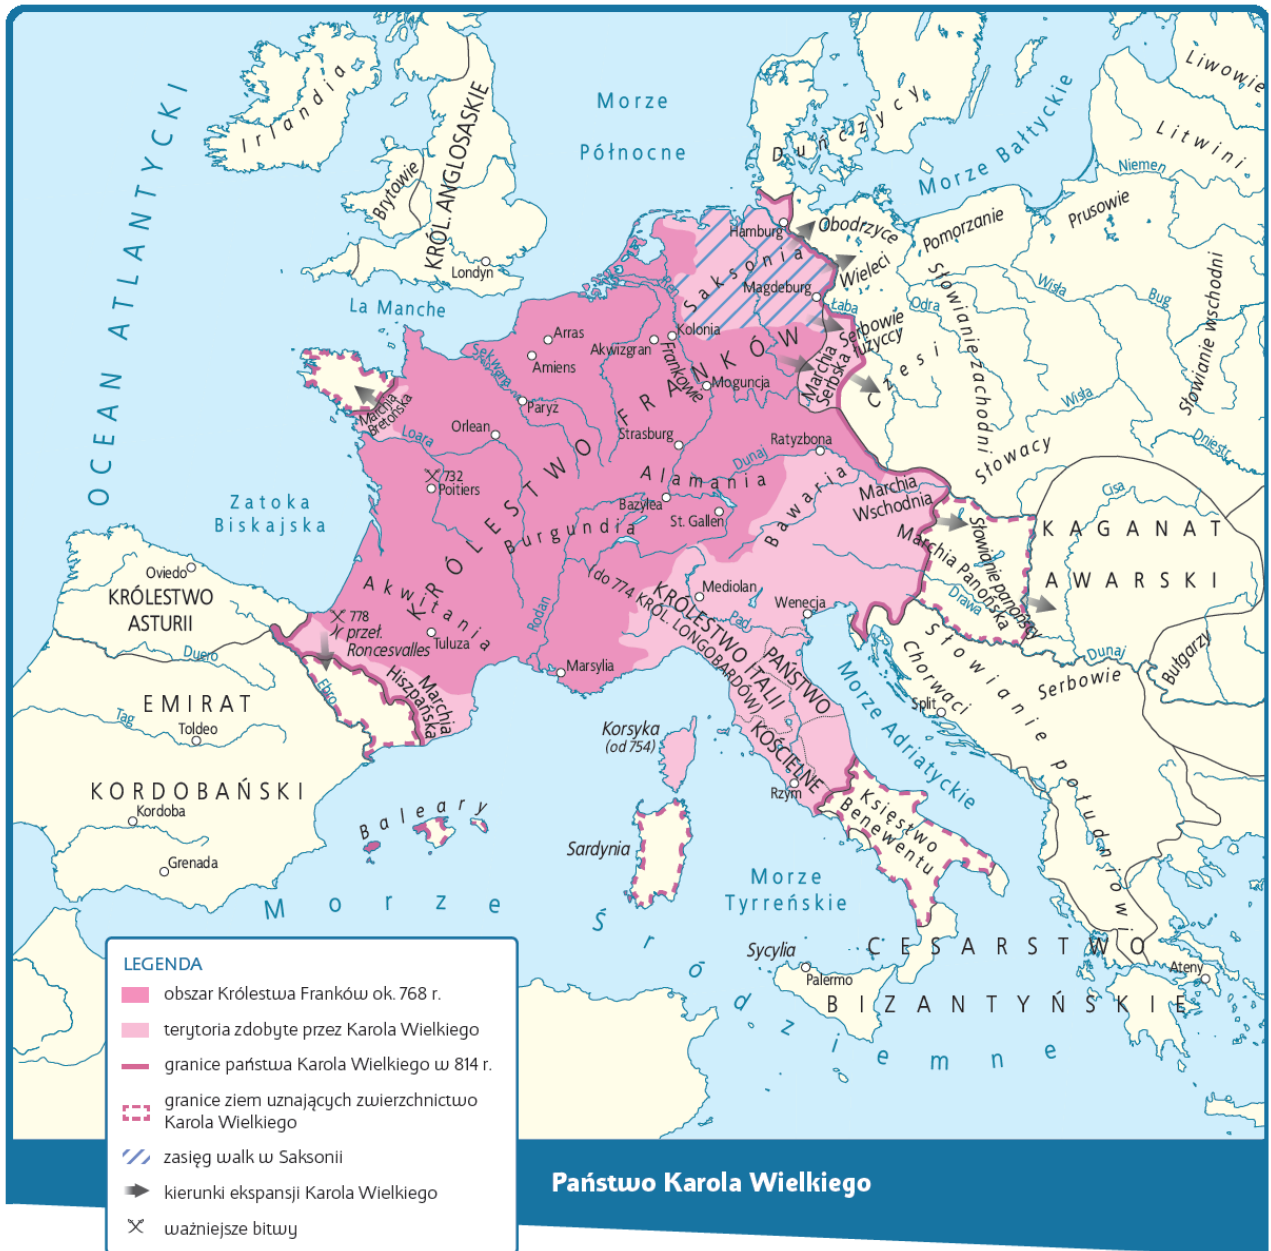 OCEAN ATLANTYCKI
Irlandia
Brytowie
KRÓL. ANGLOSASKIE
Londyn
La Manche
Morze
Północne
Duńczycy
Morze Bałtyckie
Liwowie
Litwini
Niemen
Prusowie
Pomorzanie
Obodrzyce
Wieleci
Hamburg
Saksonia
Magdeburg
Łaba
Odra
Wisła
Bug
Słowianie zachodni
Słowianie wschodni
Serbowie
łużyccy
Marchia
Serbska
Czesi
Wisła
Dniestr
Słowacy
Ren
Kolonia
Akwizgran
Frankowie
Moguncja
Arras
Amiens
Sekwana
Paryż
Orlean
Loara
Marchia
Bretońska
Strasburg
Ratyzbona
Dunaj
Alamania
Bazylea
St. Gallen
Bawaria
Marchia
Wschodnia
732
Poitiers
KRÓLESTWO FRANKÓW
Burgundia
Akwitania
Zatoka
Biskajska
Oviedo
KRÓLESTWO
ASTURII
778
przeł.
Roncesvalles
Tuluza
Rodan
Marsylia
Duero
Ebro
Marchia
Hiszpańska
EMIRAT
Tag
Toldeo
KORDOBAŃSKI
Kordoba
Grenada
Baleary
Korsyka
(od 754)
Sardynia
Mediolan
Wenecja
Pad
KRÓLESTWO ITALII
(do 774 KRÓL. LONGOBARDÓW)
PAŃSTWO
KOŚCIELNE
Rzym
Księstwo
Benewentu
Morze Adriatyckie
Marchia Panońska
Słowianie panońscy
Drawa
KAGANAT
AWARSKI
Cisa
Dunaj
Bułgarzy
Serbowie
Chorwaci
Split
Słowianie południowi
Morze
Tyrreńskie
Sycylia
Palermo
CESARSTWO
BIZANTYŃSKIE
Ateny
Morze Śródziemne
LEGENDA
obszar Królestwa Franków ok. 768 r.
terytoria zdobyte przez Karola Wielkiego
granice państwa Karola Wielkiego w 814 r.
granice ziem uznających zwierzchnictwo
Karola Wielkiego
zasięg walk w Saksonii
kierunki ekspansji Karola Wielkiego
ważniejsze bitwy
Państwo Karola Wielkiego